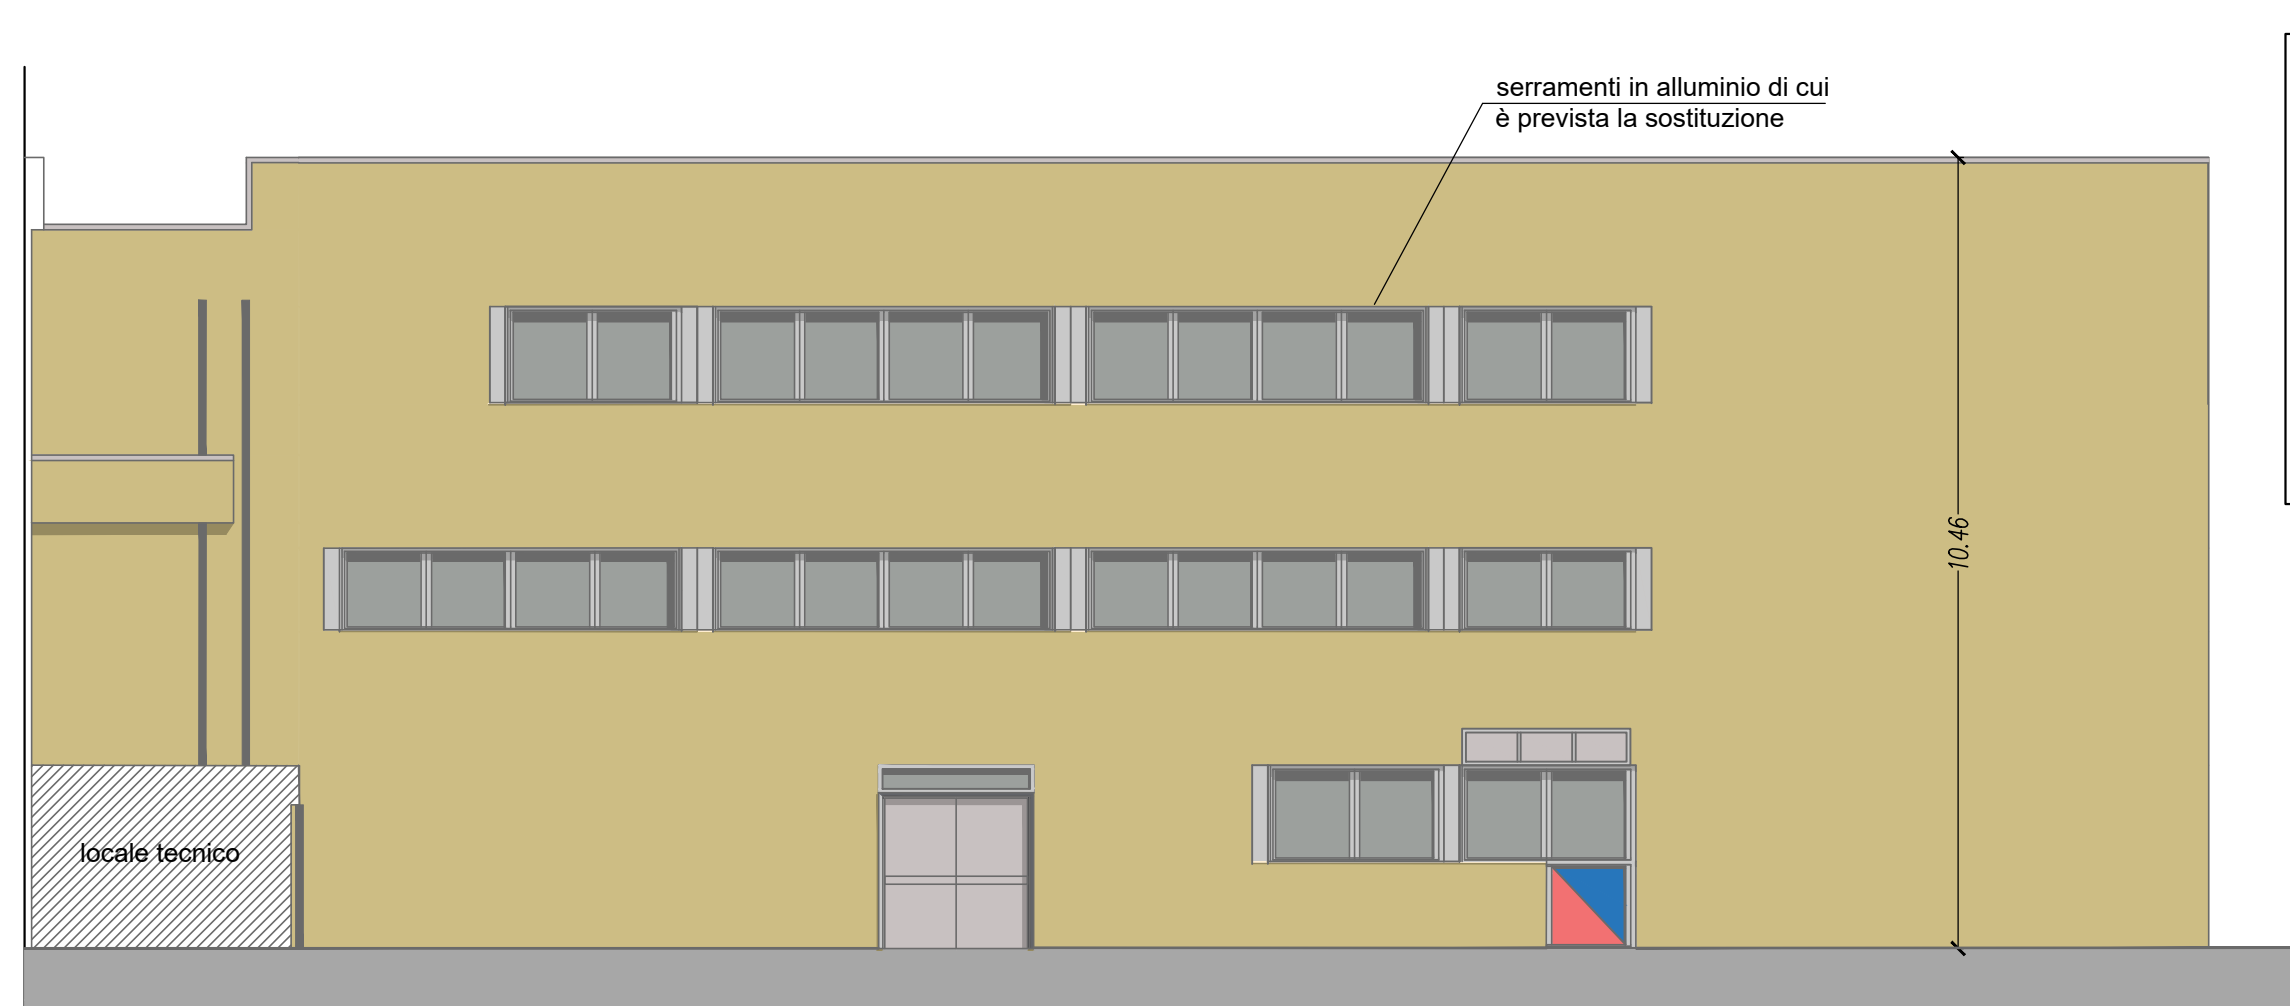 serramenti in alluminio di cui
è prevista la sostituzione
10.46
locale tecnico